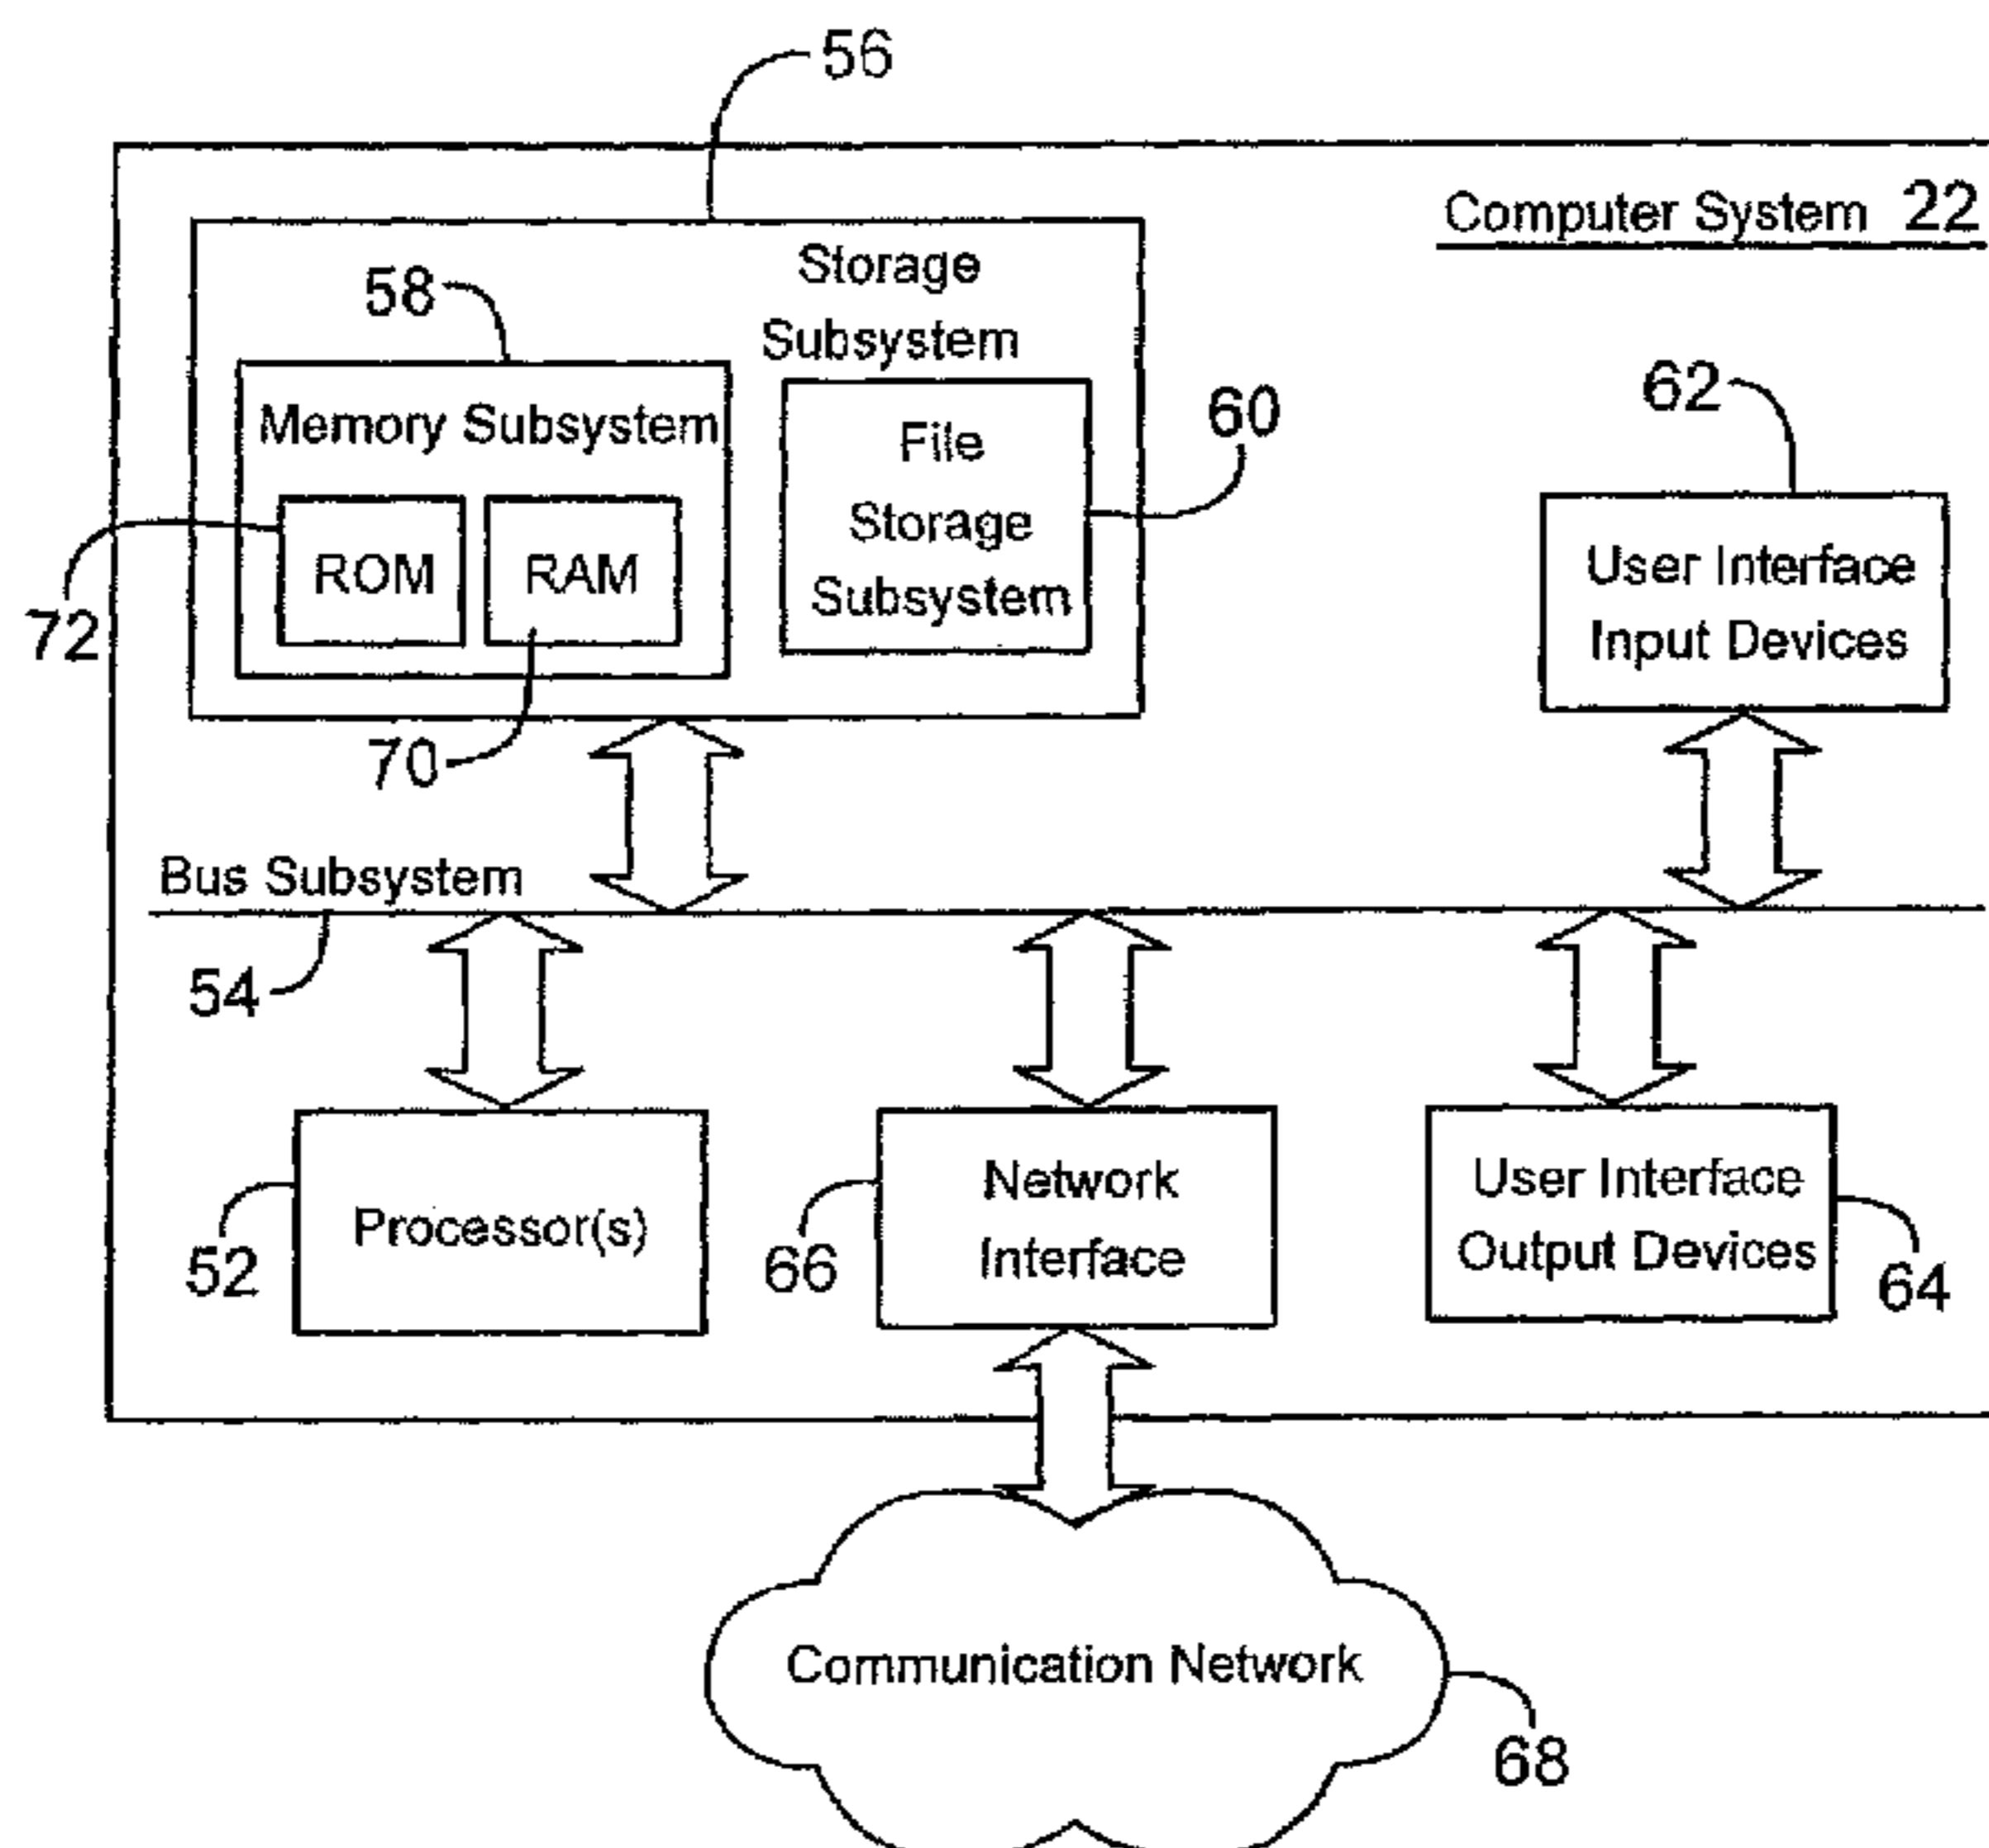 56
Computer System 22
Storage
Subsystem
58
Memory Subsystem
ROM
RAM
72
70
File
Storage
Subsystem
60
62
User Interface
Input Devices
Bus Subsystem
54
Processor(s)
52
Network
Interface
66
User Interface
Output Devices
64
Communication Network
68